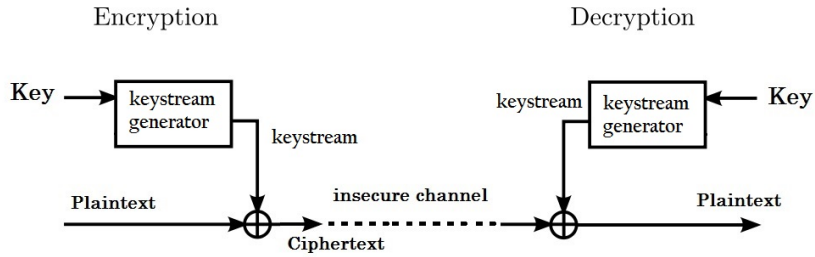 Encryption
Decryption
Key
keystream
generator
keystream
keystream
keystream
generator
Key
Plaintext
insecure channel
Plaintext
Ciphertext